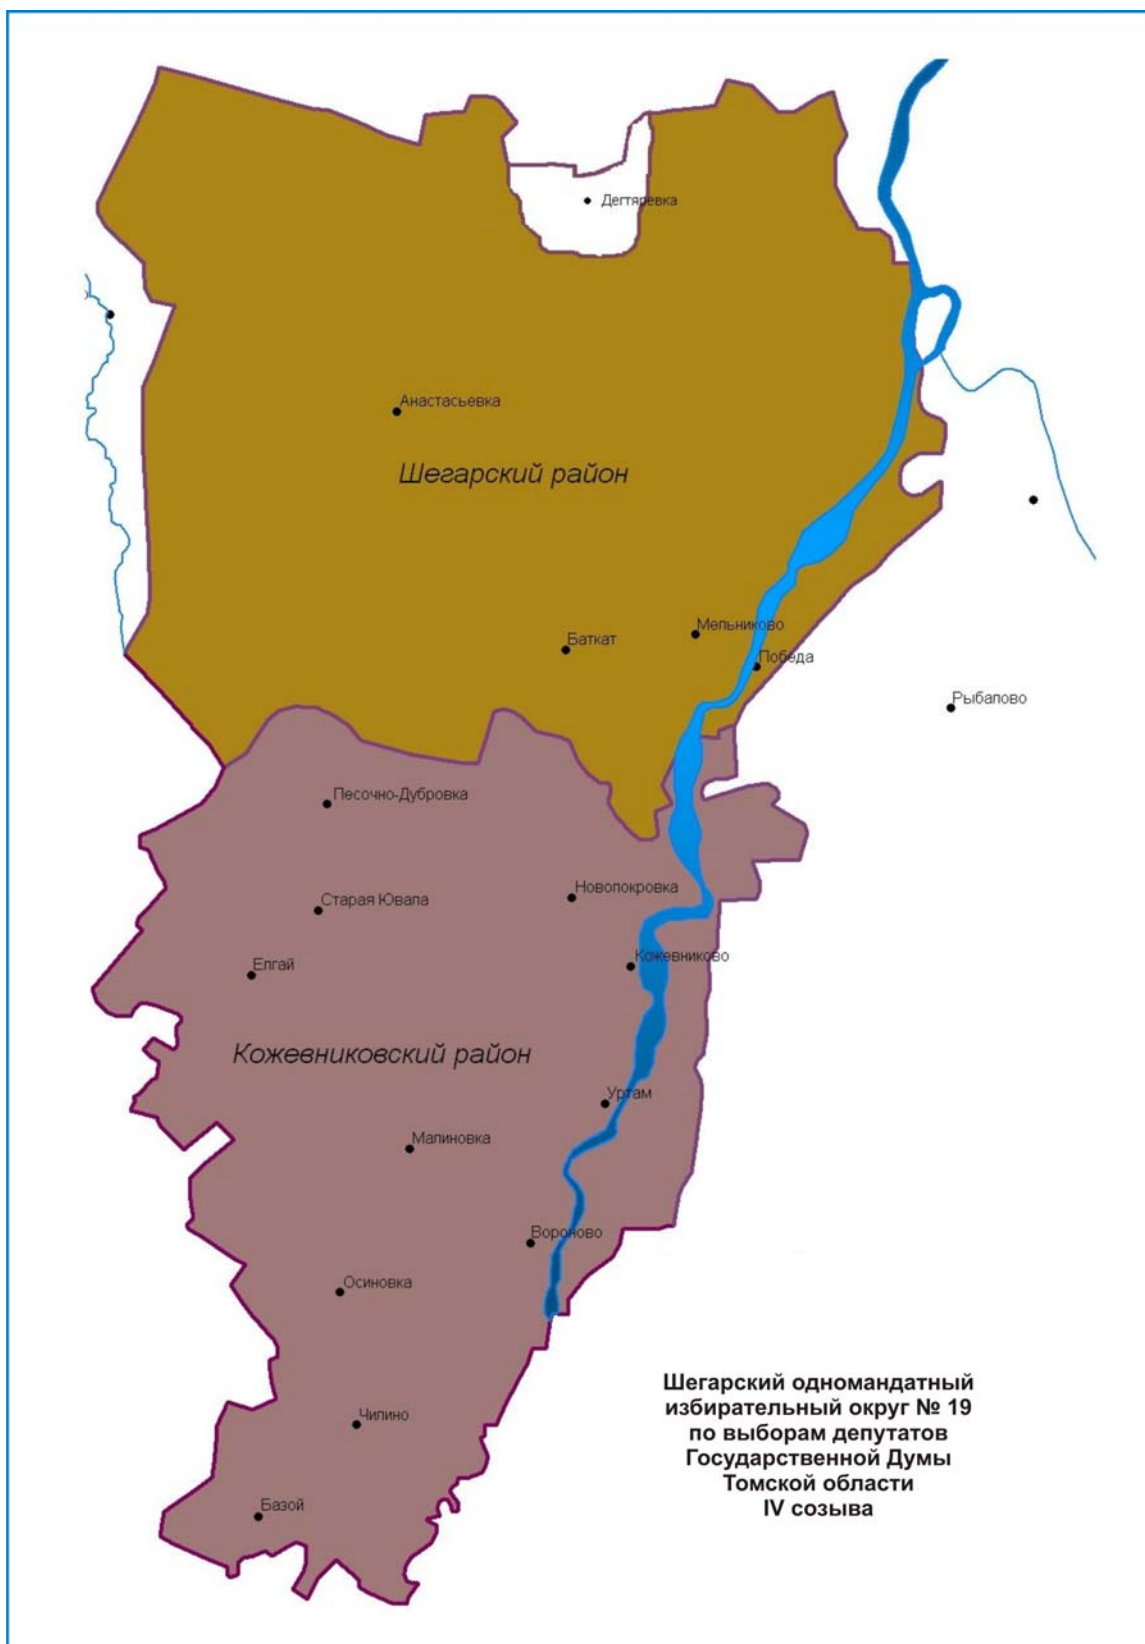 Дегтяревка
Анастасьевка
Шегарский район
Мельниково
Баткат
Победа
Рыбалово
Песочно-Дубровка
Новопокровка
Старая Ювала
Кожевниково
Елгай
Кожевниковский район
Уртам
Малиновка
Вороново
Осиновка
Шегарский одномандатный
избирательный округ № 19
по выборам депутатов
Государственной Думы
Томской области
IV созыва
Чилино
Базой